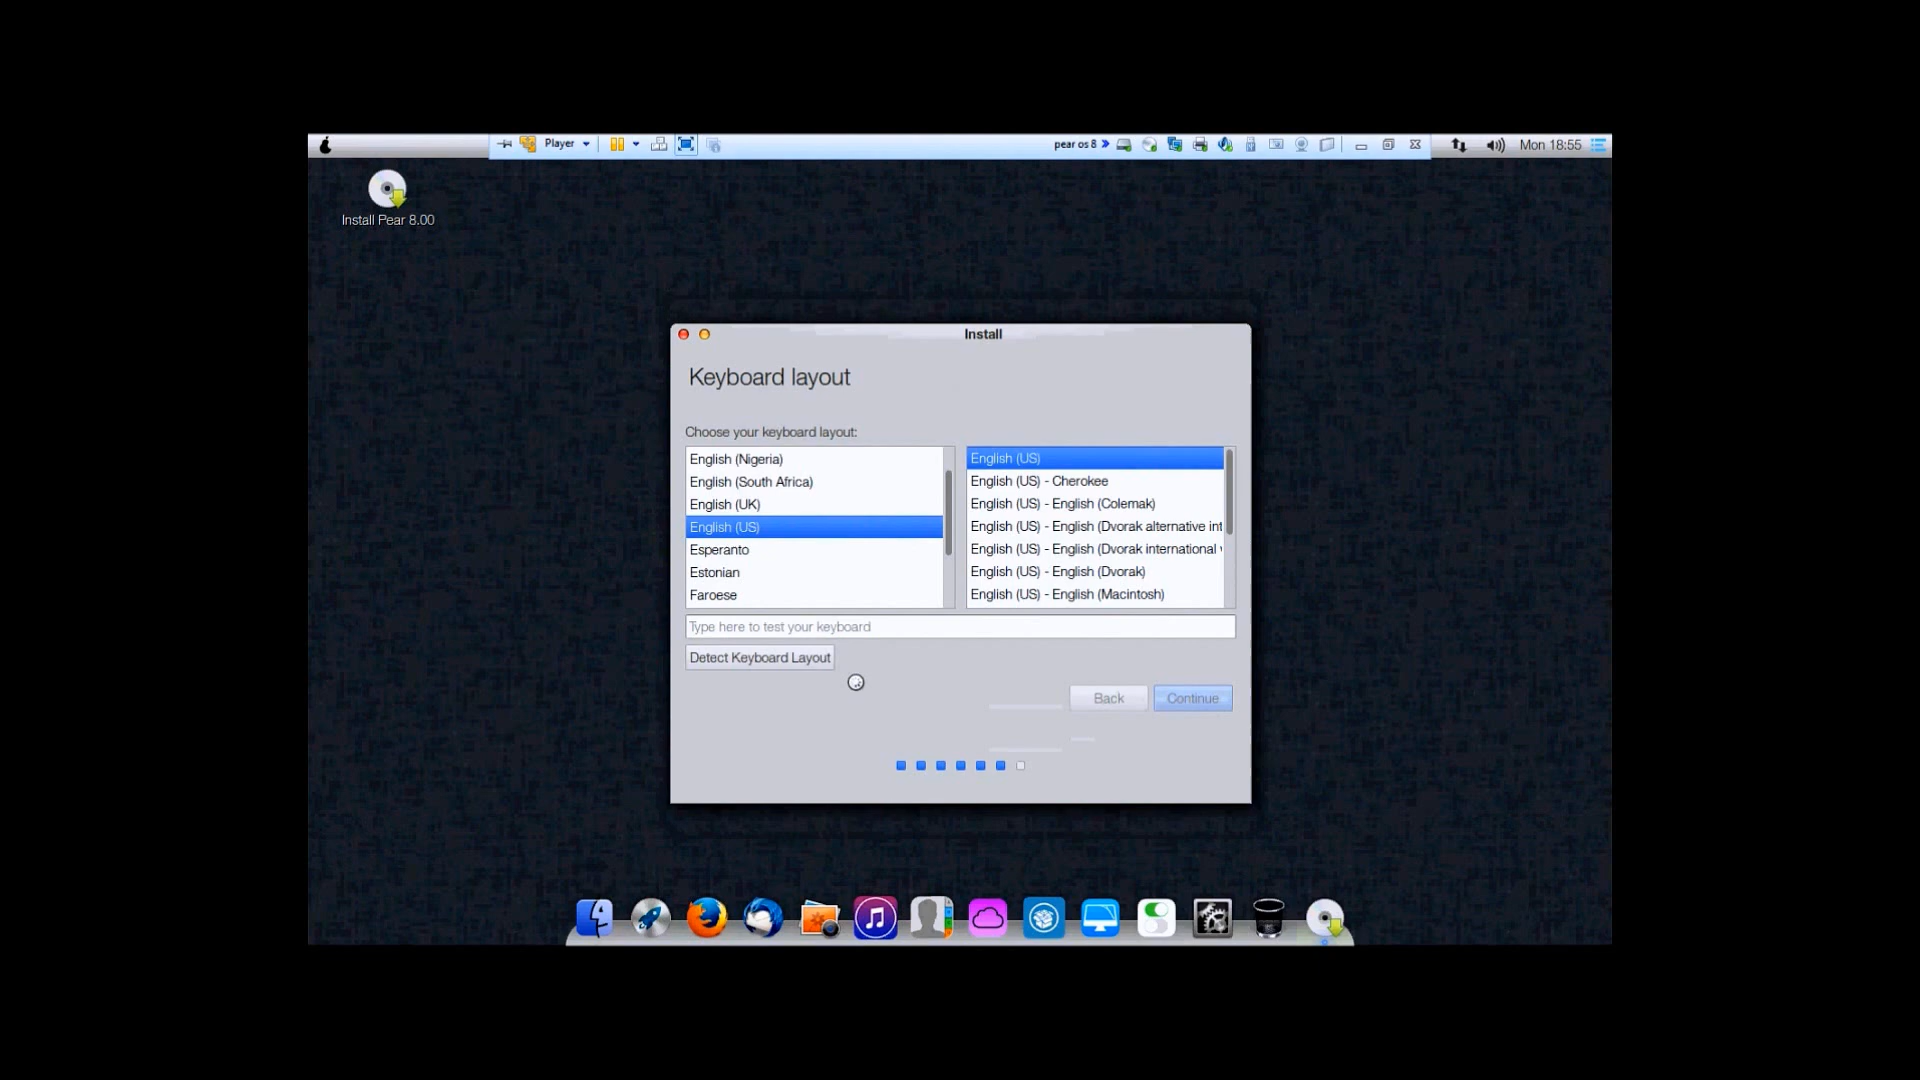 Player
pear os 8
Mon 18:55
Install Pear 8.00
Install
Keyboard layout
Choose your keyboard layout:
English (Nigeria)
English (South Africa)
English (UK)
English (US)
Esperanto
Estonian
Faroese
English (US)
English (US) - Cherokee
English (US) - English (Colemak)
English (US) - English (Dvorak alternative int
English (US) - English (Dvorak international
English (US) - English (Dvorak)
English (US) - English (Macintosh)
Type here to test your keyboard
Detect Keyboard Layout
Back
Continue